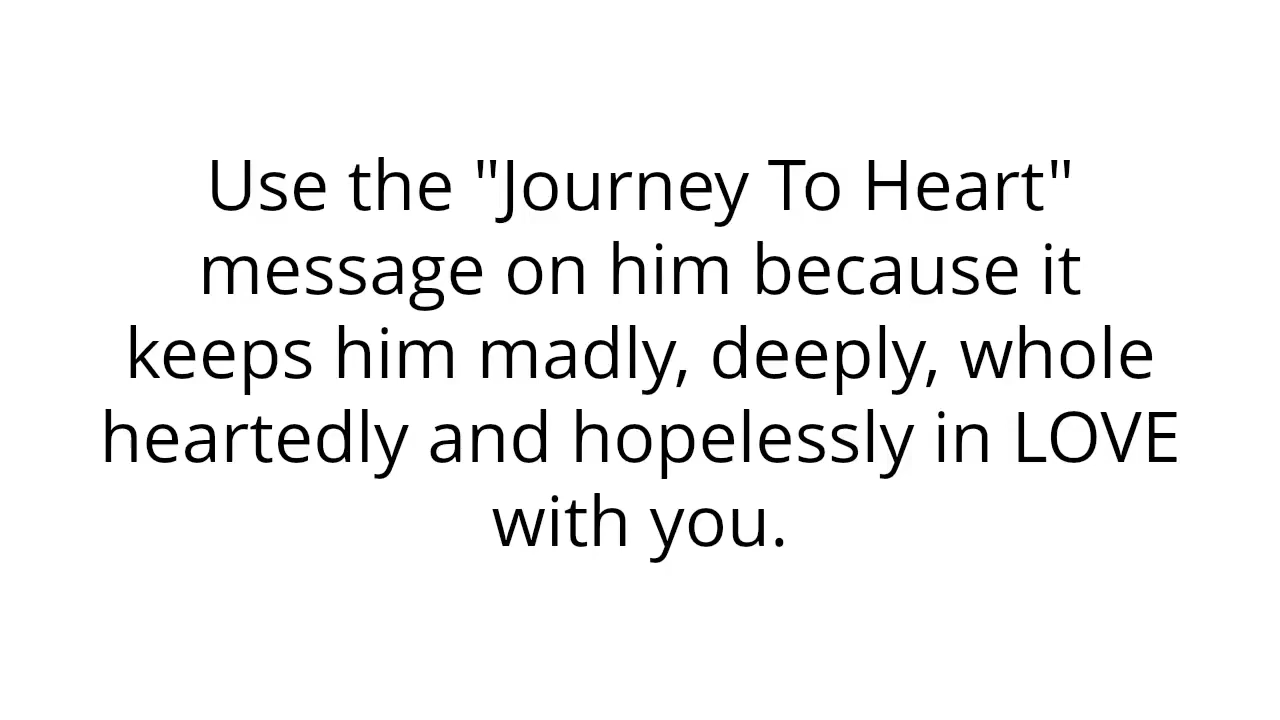 Use the "Journey To Heart"
message on him because it
keeps him madly, deeply, whole
heartedly and hopelessly in LOVE
with you.